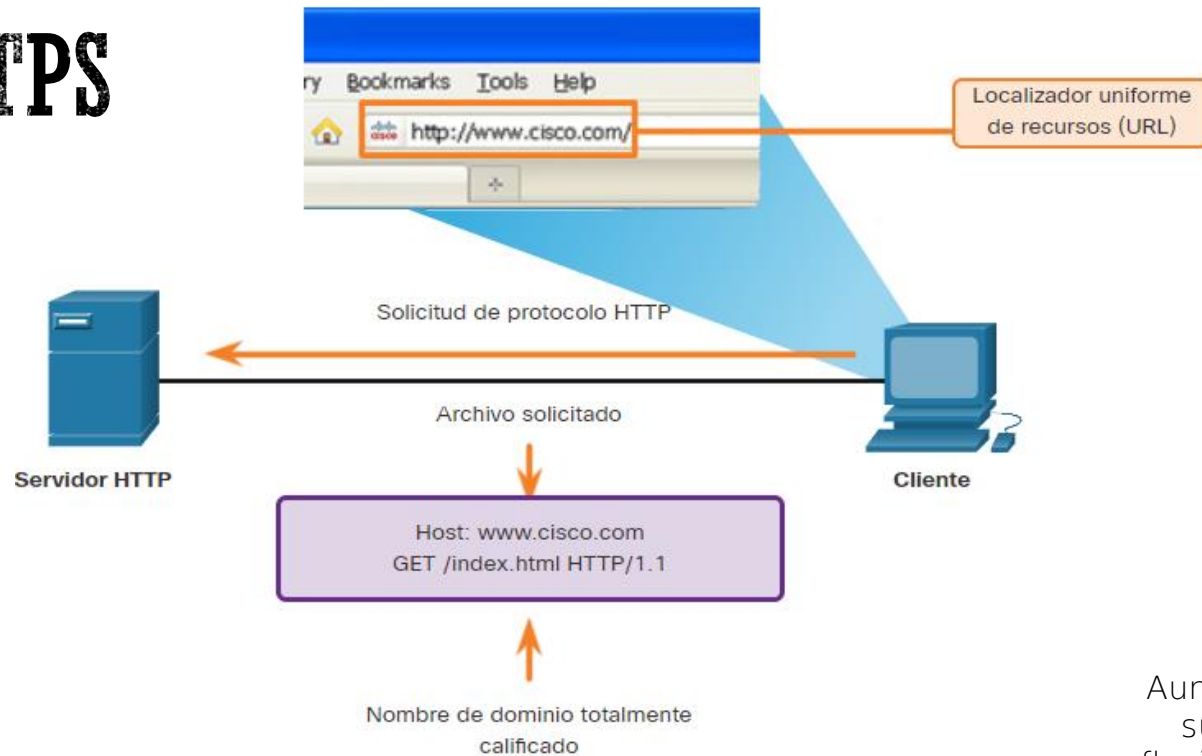 TPS
ry Bookmarks Tools Help
cisco http://www.cisco.com/
Localizador uniforme
de recursos (URL)
Solicitud de protocolo HTTP
Archivo solicitado
Servidor HTTP
Cliente
Host: www.cisco.com
GET /index.html HTTP/1.1
Nombre de dominio totalmente
calificado
Aun